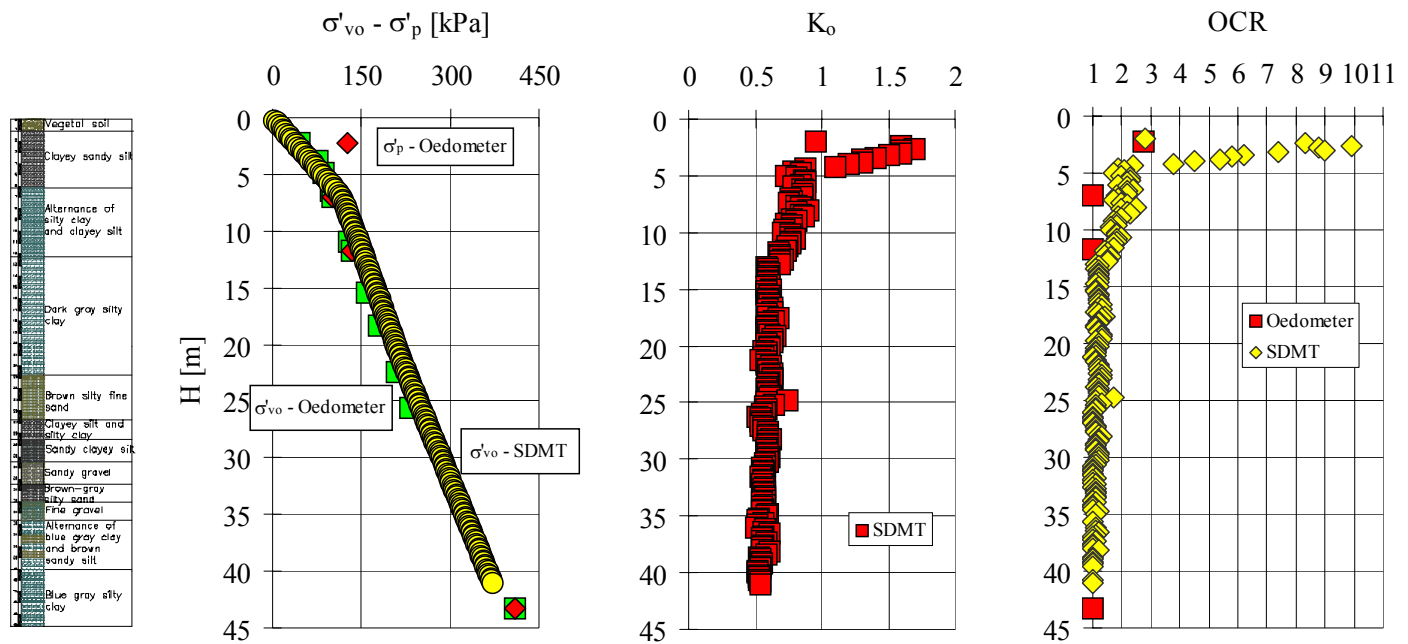 σ'vo - σ'p [kPa]
Ko
OCR
0 150 300 450
0 0.5 1 1.5 2
1 2 3 4 5 6 7 8 9 10 11
Vegetal soil
Clayey sandy silt
Alternance of
silty clay
and clayey silt
Dark gray silty
clay
Brown silty fine
sand
Clayey silt and
silty clay
Sandy clayey silt
Sandy gravel
Brown-gray
silty sand
Fine gravel
Alternance of
blue gray clay
and brown
sandy silt
Blue gray silty
clay
H [m]
0
5
10
15
20
25
30
35
40
45
σ'p - Oedometer
σ'vo - Oedometer
σ'vo - SDMT
0
5
10
15
20
25
30
35
40
45
SDMT
0
5
10
15
20
25
30
35
40
45
Oedometer
SDMT